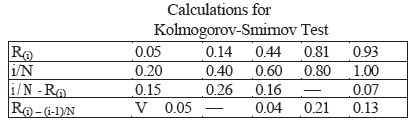 Calculations for
Kolmogorov-Smirnov Test
R(i) 0.05 0.14 0.44 0.81 0.93
i/N 0.20 0.40 0.60 0.80 1.00
i/N - R(i) 0.15 0.26 0.16 — 0.07
R(i) – (i-1)/N V 0.05 — 0.04 0.21 0.13